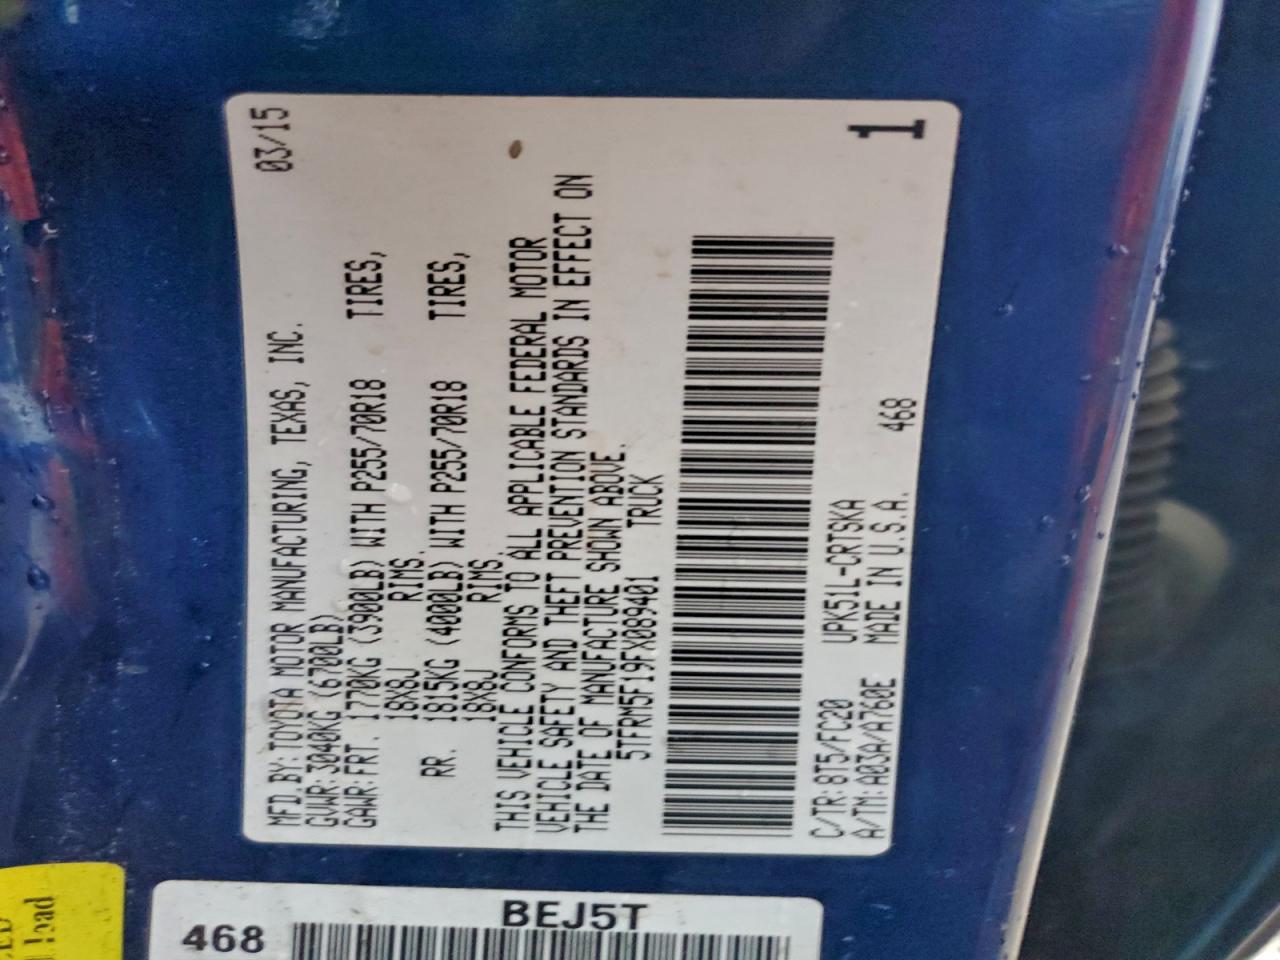 MFD.BY:TOYOTA MOTOR MANUFACTURING, TEXAS, INC. 03/15
GVWR:3040KG (6700LB)
GAWR:FRT. 1770KG (3900LB) WITH P255/70R18 TIRES,
18X8J RIMS.
RR. 1815KG (4000LB) WITH P255/70R18 TIRES,
18X8J RIMS.
THIS VEHICLE CONFORMS TO ALL APPLICABLE FEDERAL MOTOR
VEHICLE SAFETY AND THEFT PREVENTION STANDARDS IN EFFECT ON
THE DATE OF MANUFACTURE SHOWN ABOVE.
5TFRM5F19FX089401 TRUCK
C/TR:8T5/FC20 UPK51L-CRTSKA
A/TM:A03A/A760E MADE IN U.S.A. 468
1
468 BEJ5T
load